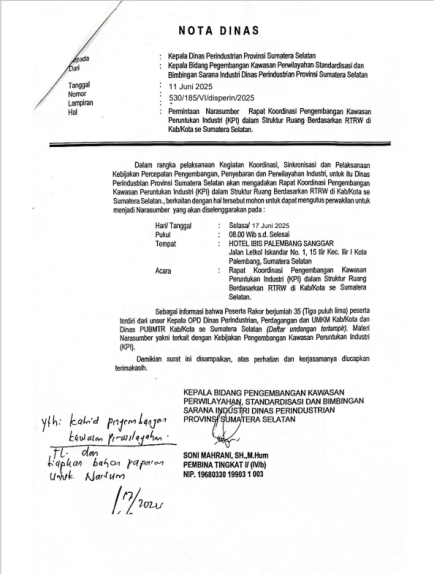 NOTA DINAS
Kepada : Kepala Dinas Perindustrian Provinsi Sumatera Selatan
Dari : Kepala Bidang Pegembangan Kawasan Perwilayahan Standardisasi dan
Bimbingan Sarana Industri Dinas Perindustrian Provinsi Sumatera Selatan
Tanggal : 11 Juni 2025
Nomor : 530/185/VI/disperin/2025
Lampiran : -
Hal : Permintaan Narasumber Rapat Koordinasi Pengembangan Kawasan
Peruntukan Industri (KPI) dalam Struktur Ruang Berdasarkan RTRW di
Kab/Kota se Sumatera Selatan.
Dalam rangka pelaksanaan Kegiatan Koordinasi, Sinkronisasi dan Pelaksanaan
Kebijakan Percepatan Pengembangan, Penyebaran dan Perwilayahan Industri, untuk itu Dinas
Perindustrian Provinsi Sumatera Selatan akan mengadakan Rapat Koordinasi Pengembangan
Kawasan Peruntukan Industri (KPI) dalam Struktur Ruang Berdasarkan RTRW di Kab/Kota se
Sumatera Selatan., berkaitan dengan hal tersebut mohon untuk dapat mengutus perwakilan untuk
menjadi Narasumber yang akan diselenggarakan pada :
Hari/ Tanggal : Selasa/ 17 Juni 2025
Pukul : 08.00 Wib s.d. Selesai
Tempat : HOTEL IBIS PALEMBANG SANGGAR
Jalan Letkol Iskandar No. 1, 15 Ilir Kec. Ilir I Kota
Palembang, Sumatera Selatan
Acara : Rapat Koordinasi Pengembangan Kawasan
Peruntukan Industri (KPI) dalam Struktur Ruang
Berdasarkan RTRW di Kab/Kota se Sumatera
Selatan.
Sebagai informasi bahwa Peserta Rakor berjumlah 35 (Tiga puluh lima) peserta
terdiri dari unsur Kepala OPD Dinas Perindustrian, Perdagangan dan UMKM Kab/Kota dan
Dinas PUBMTR Kab/Kota se Sumatera Selatan (Daftar undangan terlampir). Materi
Narasumber yakni terkait dengan Kebijakan Pengembangan Kawasan Peruntukan Industri
(KPI).
Demikian surat ini disampaikan, atas perhatian dan kerjasamanya diucapkan
terimakasih.
KEPALA BIDANG PENGEMBANGAN KAWASAN
PERWILAYAHAN, STANDARDISASI DAN BIMBINGAN
SARANA INDUSTRI DINAS PERINDUSTRIAN
PROVINSI SUMATERA SELATAN
SONI MAHRANI, SH.,M.Hum
PEMBINA TINGKAT I/ (IV/b)
NIP. 19680330 19903 1 003
Yth: Kabid pengembangan
kawasan perwilayahan.
TL. dan
siapkan bahan paparan
untuk Narsum